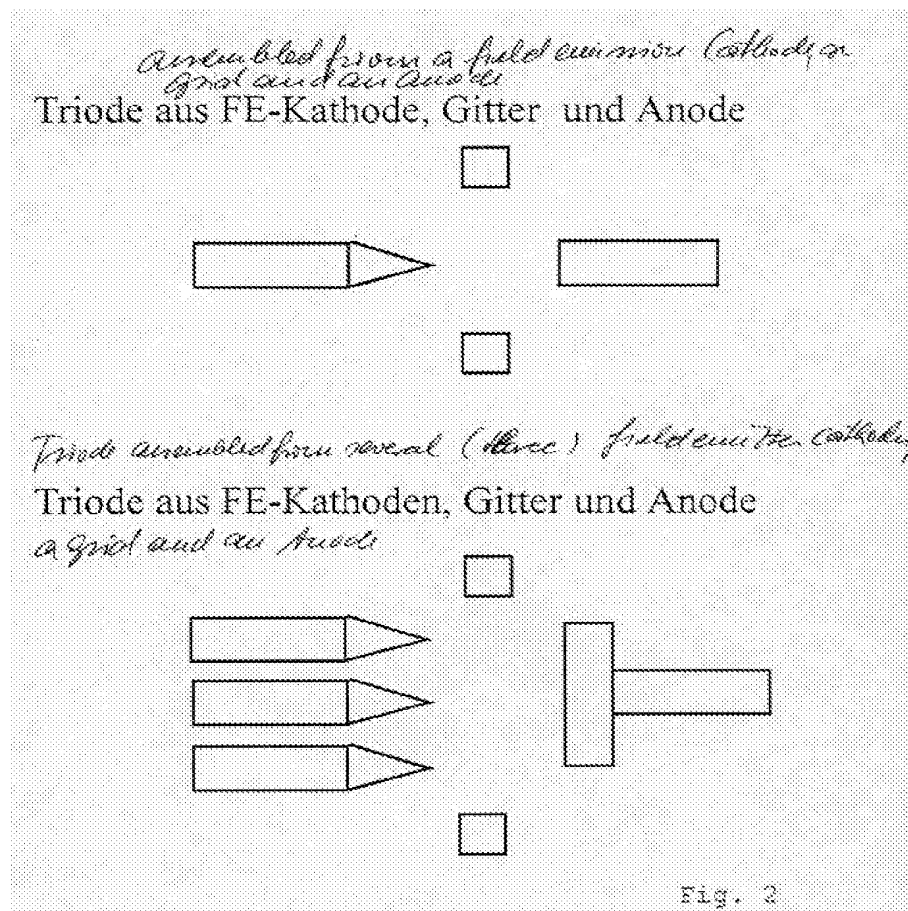 assembled from a field emission Cathode, a
grid and an anode
Triode aus FE-Kathode, Gitter und Anode
Triode assembled from several (three) field emitter cathodes,
Triode aus FE-Kathoden, Gitter und Anode
a grid and an Anode
Fig. 2